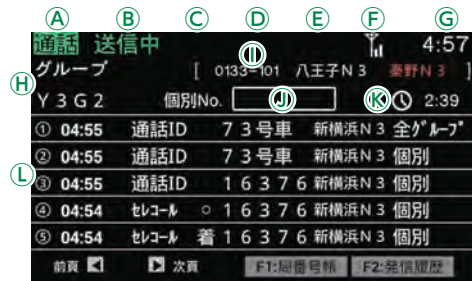 Ⓐ Ⓑ Ⓒ Ⓓ Ⓔ Ⓕ Ⓖ
通話 送信中 4:57
グループ [ Ⓘ 0133=101 八王子N3 秦野N3 ]
Ⓗ
Y3G2 個別No. Ⓙ Ⓚ 2:39
① 04:55 通話ID 73号車 新横浜N3 全グループ
② 04:55 通話ID 73号車 新横浜N3 個別
Ⓛ
③ 04:55 通話ID 16376 新横浜N3 個別
④ 04:54 セレコール ○ 16376 新横浜N3 個別
⑤ 04:54 セレコール 着 16376 新横浜N3 個別
前頁 ◀ ▶ 次頁 F1:局番号帳 F2:発信履歴